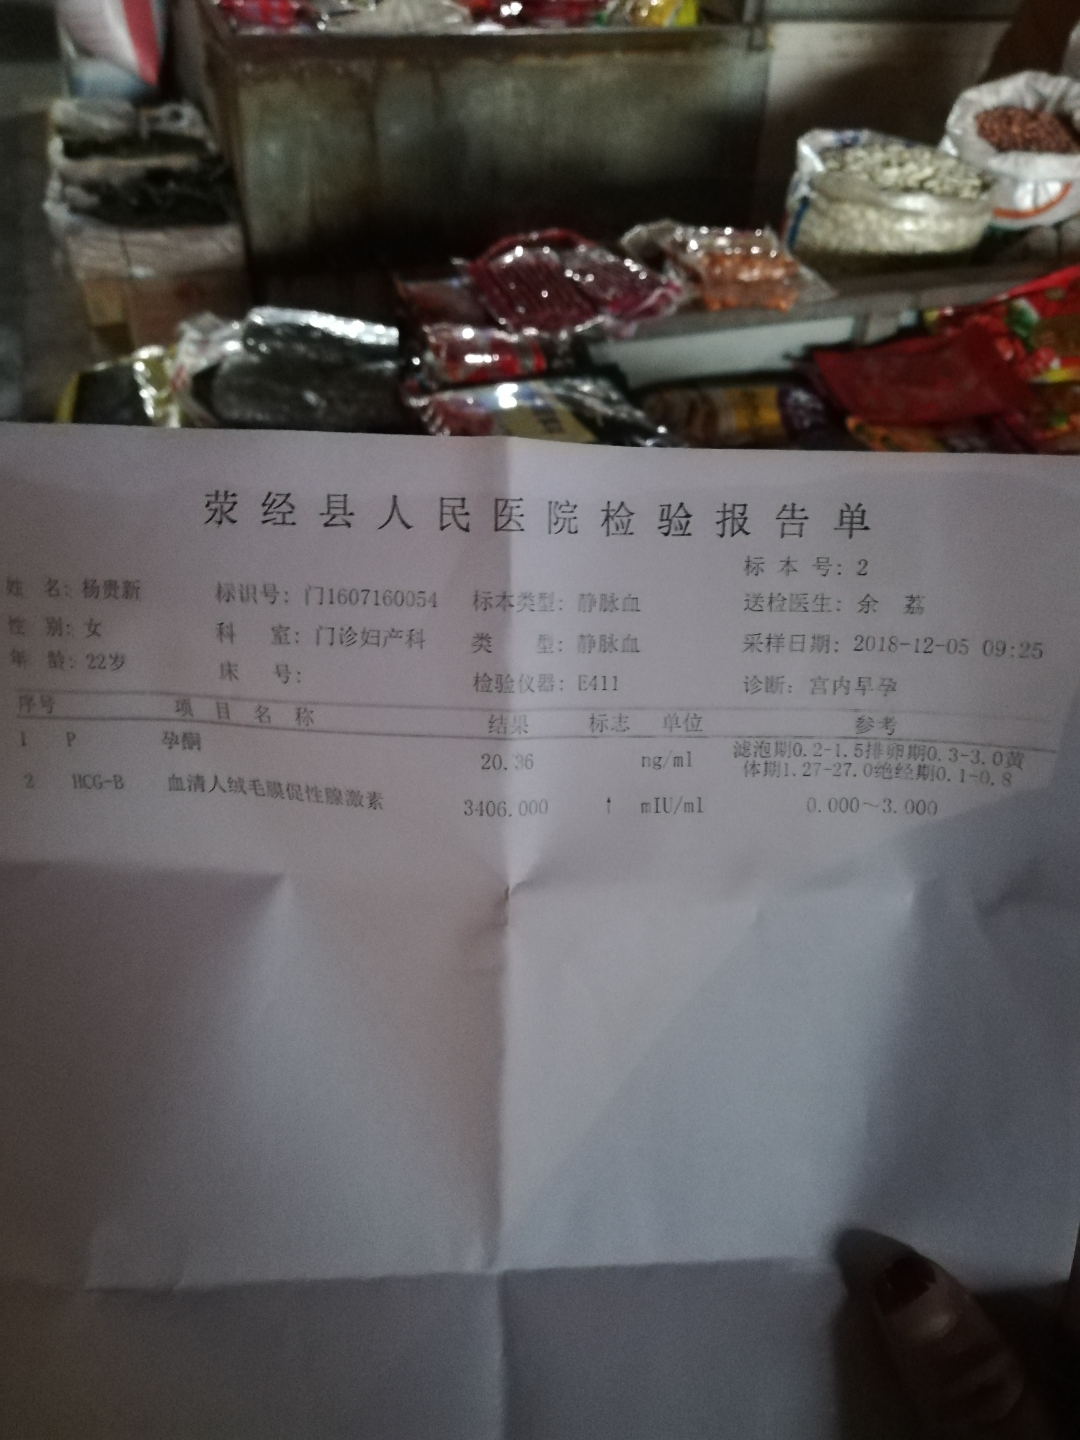 荥经县人民医院检验报告单
标 本 号: 2
姓 名: 杨贵新 标识号: 门1607160054 标本类型: 静脉血 送检医生: 余 荔
性 别: 女 科 室: 门诊妇产科 类 型: 静脉血 采样日期: 2018-12-05 09:25
年 龄: 22岁 床 号: 检验仪器: E411 诊断: 宫内早孕
序号 项 目 名 称 结果 标志 单位 参考
1 P 孕酮 20.36 ng/ml 滤泡期0.2-1.5排卵期0.3-3.0黄
体期1.27-27.0绝经期0.1-0.8
2 HCG-B 血清人绒毛膜促性腺激素 3406.000 ↑ mIU/ml 0.000~3.000